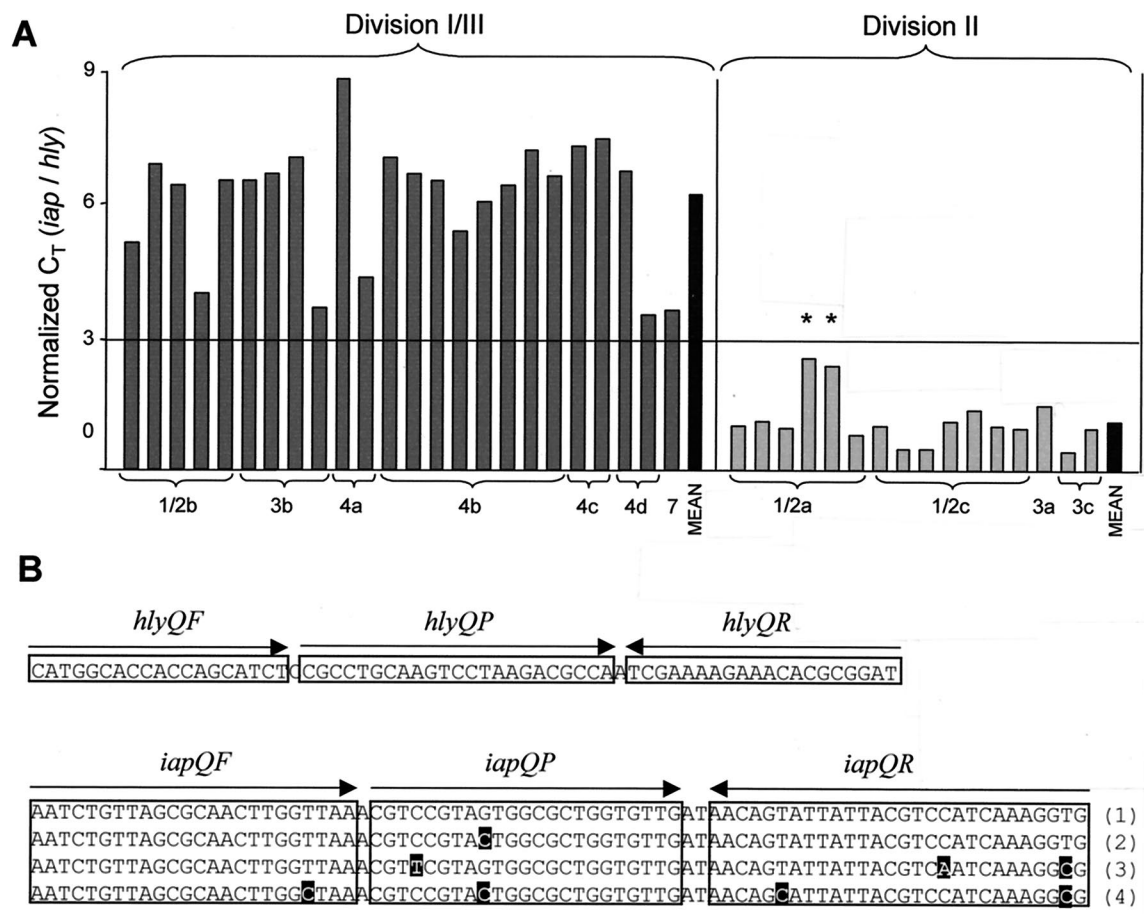 A
Division I/III
Division II
Normalized C_T (iap / hly)
9
6
3
0
* *
1/2b 3b 4a 4b 4c 4d 7 MEAN 1/2a 1/2c 3a 3c MEAN
B
hlyQF hlyQP hlyQR
CATGGCACCACCAGCATCTCCGCCTGCAAGTCCTAAGACGCCAATCGAAAAGAAACACGCGGAT
iapQF iapQP iapQR
AATCTGTTAGCGCAACTTGGTTAAACGTCCGTAGTGGCGCTGGTGTTGATAACAGTATTATTACGTCCATCAAAGGTG (1)
AATCTGTTAGCGCAACTTGGTTAAACGTCCGTACTGGCGCTGGTGTTGATAACAGTATTATTACGTCCATCAAAGGTG (2)
AATCTGTTAGCGCAACTTGGTTAAACGTTCGTAGTGGCGCTGGTGTTGATAACAGTATTATTACGTCAATCAAAGGCG (3)
AATCTGTTAGCGCAACTTGGCTAAACGTCCGTACTGGCGCTGGTGTTGATAACAGCATTATTACGTCCATCAAAGGCG (4)